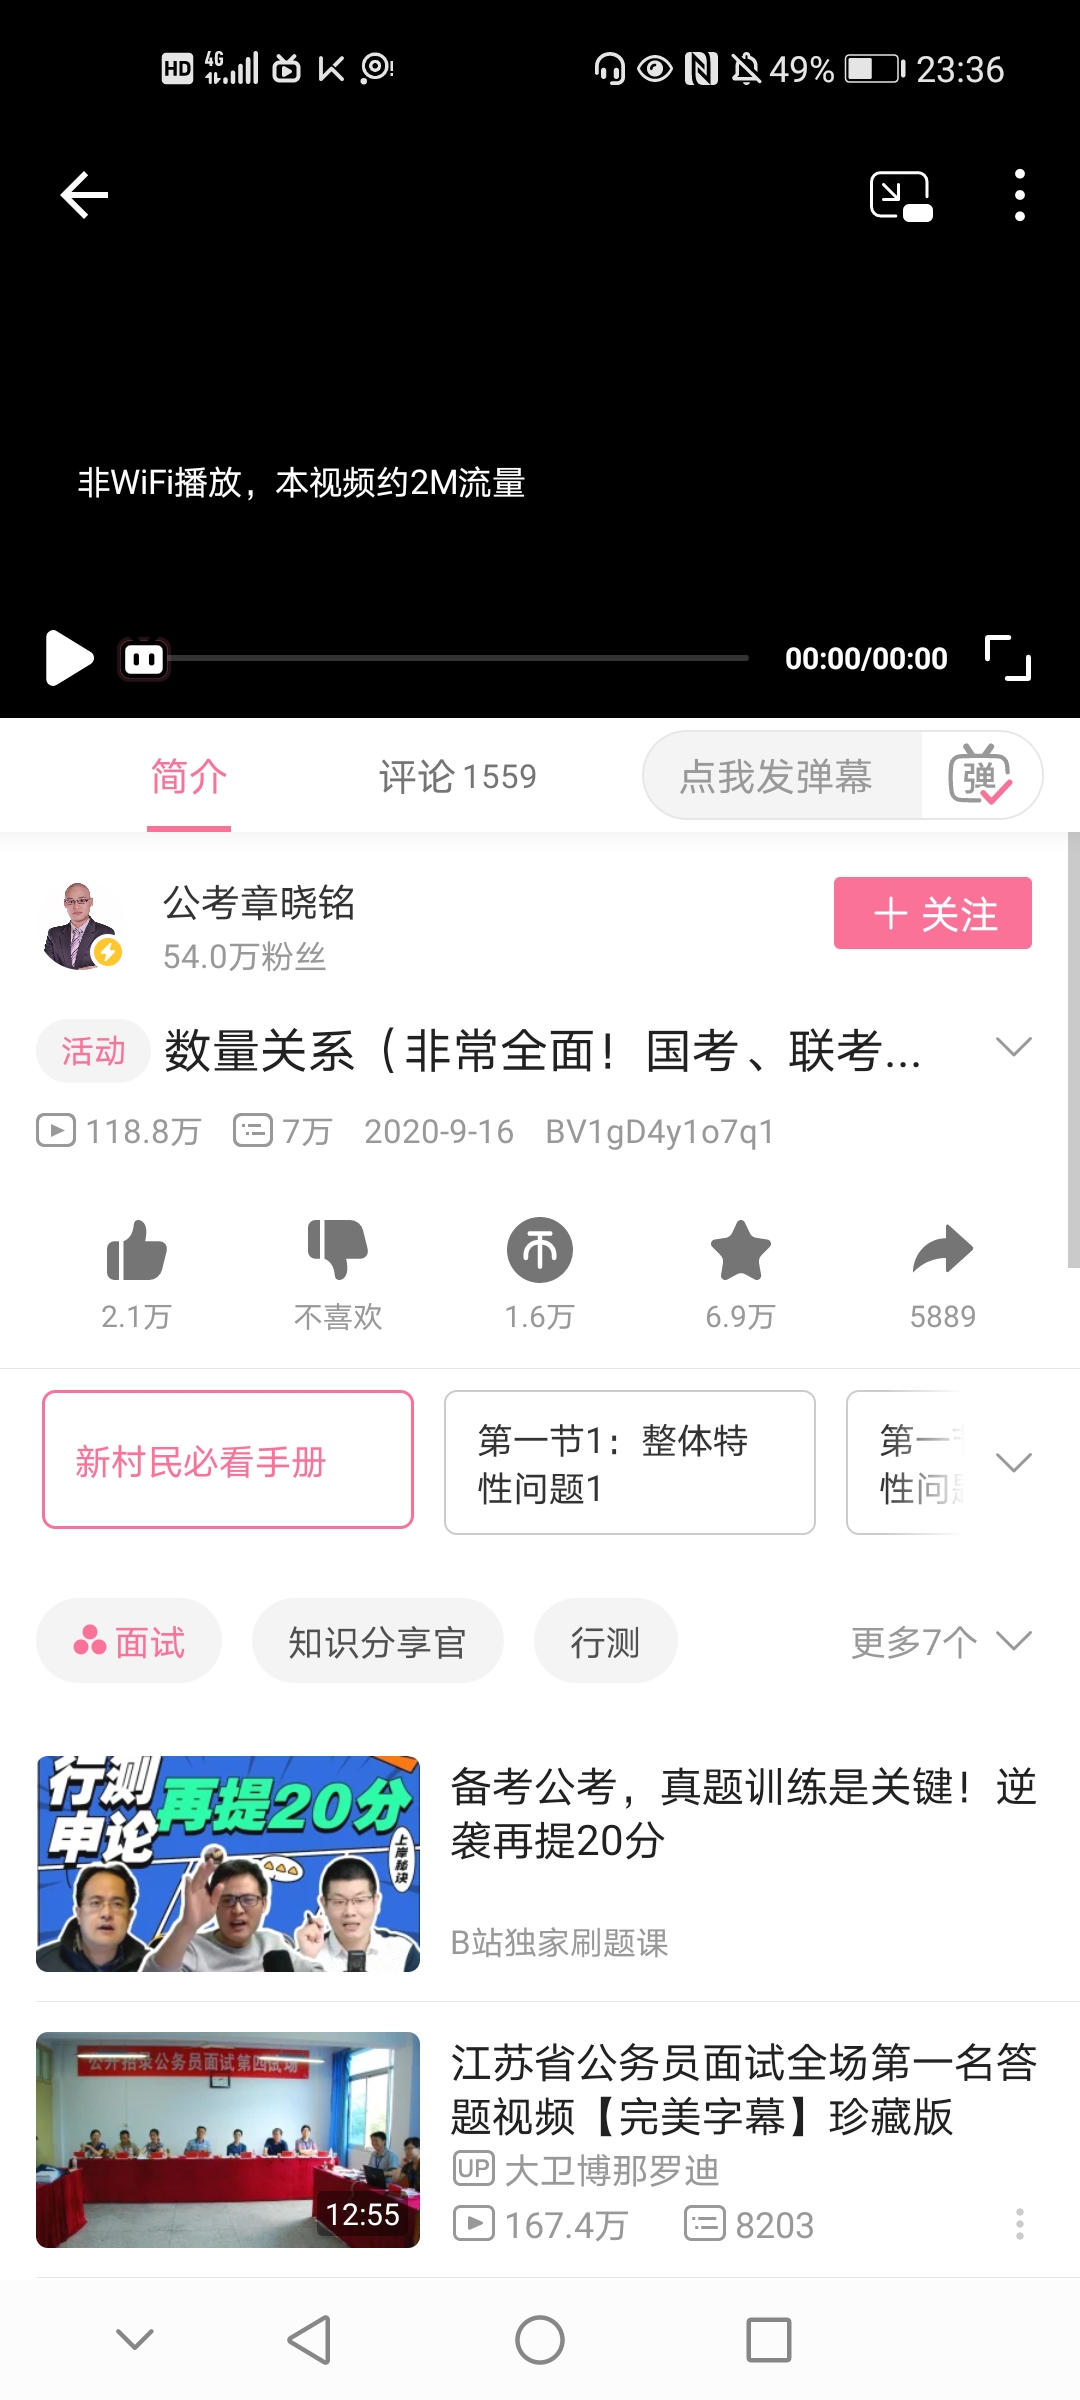 HD 4G 49% 23:36
非WiFi播放，本视频约2M流量
00:00/00:00
简介 评论 1559 点我发弹幕 弹
公考章晓铭
54.0万粉丝
关注
活动 数量关系（非常全面！国考、联考...
118.8万 7万 2020-9-16 BV1gD4y1o7q1
2.1万 不喜欢 1.6万 6.9万 5889
新村民必看手册
第一节1：整体特
性问题1
第一
性问
面试 知识分享官 行测 更多7个
行测
申论
再提20分
上岸秘诀
备考公考，真题训练是关键！逆
袭再提20分
B站独家刷题课
公开招录公务员面试第四试场
12:55
江苏省公务员面试全场第一名答
题视频【完美字幕】珍藏版
UP 大卫博那罗迪
167.4万 8203